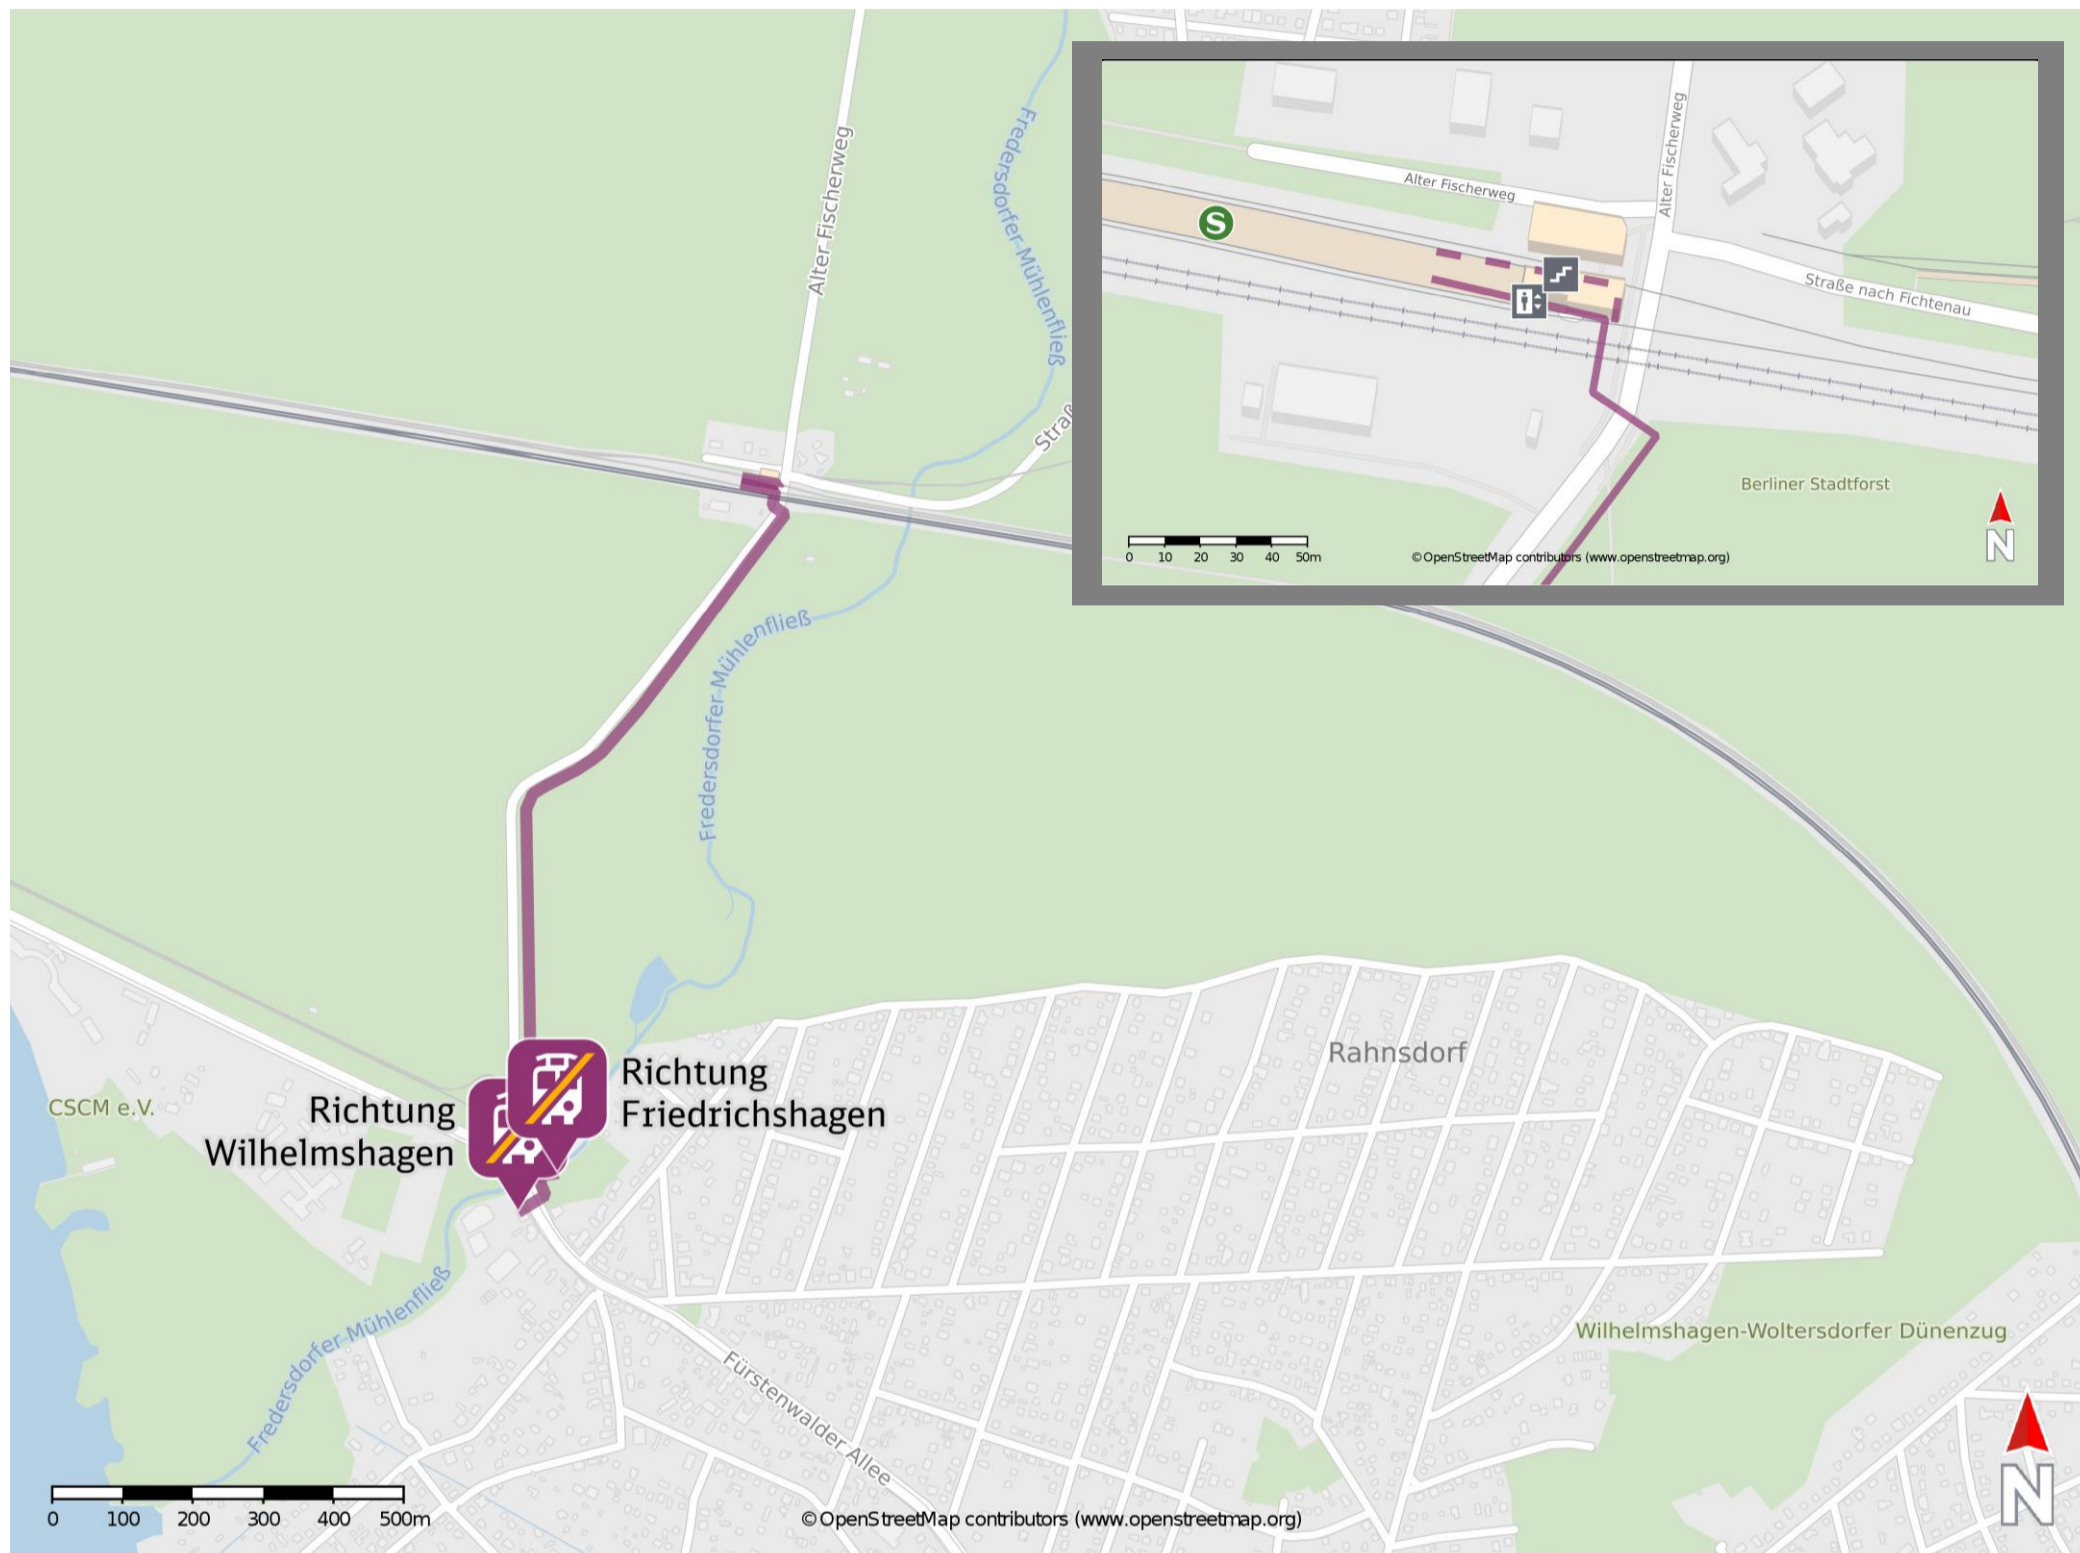 Alter Fischerweg
Fredersdorfer Mühlenfließ
Alter Fischerweg
Alter Fischerweg
S
Straße nach Fichtenau
Berliner Stadtforst
0 10 20 30 40 50m
©OpenStreetMap contributors (www.openstreetmap.org)
N
Straß
Fredersdorfer Mühlenfließ
Rahnsdorf
CSCM e.V.
Richtung
Wilhelmshagen
Richtung
Friedrichshagen
Fredersdorfer Mühlenfließ
Fürstenwalder Allee
Wilhelmshagen-Woltersdorfer Dünenzug
0 100 200 300 400 500m
©OpenStreetMap contributors (www.openstreetmap.org)
N